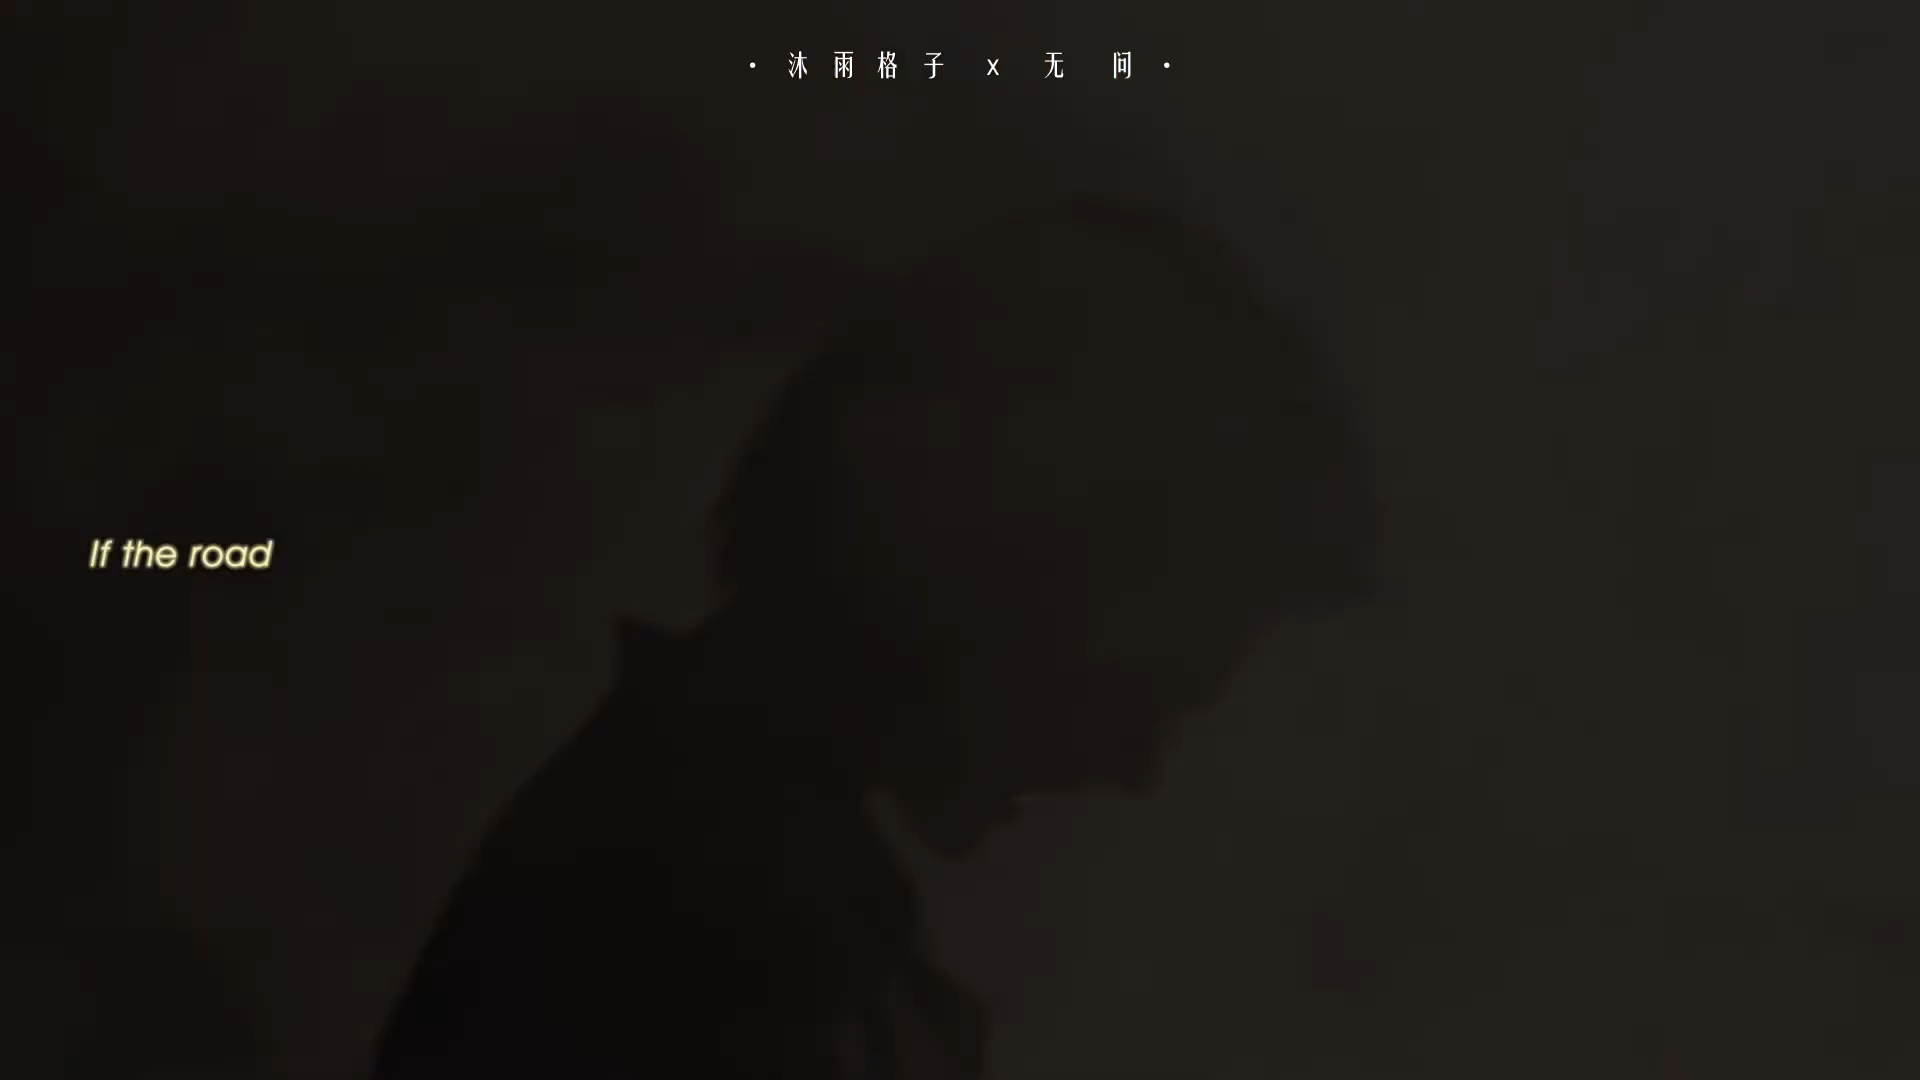 · 沐雨格子 x 无 问 ·
If the road